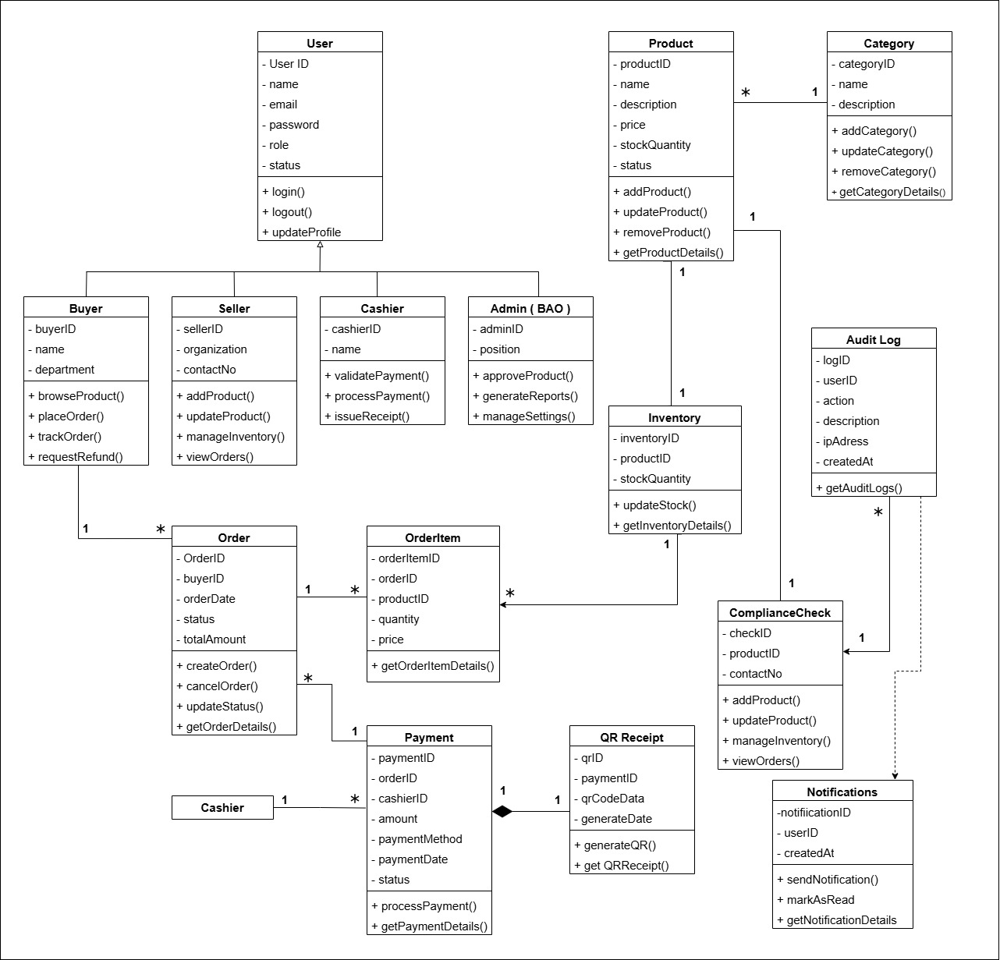 User
- User ID
- name
- email
- password
- role
- status
+ login()
+ logout()
+ updateProfile
Product
- productID
- name
- description
- price
- stockQuantity
- status
+ addProduct()
+ updateProduct()
+ removeProduct()
+ getProductDetails()
* 1
Category
- categoryID
- name
- description
+ addCategory()
+ updateCategory()
+ removeCategory()
+ getCategoryDetails()
1
1
Buyer
- buyerID
- name
- department
+ browseProduct()
+ placeOrder()
+ trackOrder()
+ requestRefund()
Seller
- sellerID
- organization
- contactNo
+ addProduct()
+ updateProduct()
+ manageInventory()
+ viewOrders()
Cashier
- cashierID
- name
+ validatePayment()
+ processPayment()
+ issueReceipt()
Admin ( BAO )
- adminID
- position
+ approveProduct()
+ generateReports()
+ manageSettings()
1
Inventory
- inventoryID
- productID
- stockQuantity
+ updateStock()
+ getInventoryDetails()
1
Audit Log
- logID
- userID
- action
- description
- ipAdress
- createdAt
+ getAuditLogs()
*
1 *
Order
- OrderID
- buyerID
- orderDate
- status
- totalAmount
+ createOrder()
+ cancelOrder()
+ updateStatus()
+ getOrderDetails()
1 *
OrderItem
- orderItemID
- orderID
- productID
- quantity
- price
+ getOrderItemDetails()
*
1
1
ComplianceCheck
- checkID
- productID
- contactNo
+ addProduct()
+ updateProduct()
+ manageInventory()
+ viewOrders()
*
1
Cashier
1 *
Payment
- paymentID
- orderID
- cashierID
- amount
- paymentMethod
- paymentDate
- status
+ processPayment()
+ getPaymentDetails()
1 1
QR Receipt
- qrID
- paymentID
- qrCodeData
- generateDate
+ generateQR()
+ get QRReceipt()
Notifications
-notifiicationID
- userID
- createdAt
+ sendNotification()
+ markAsRead
+ getNotificationDetails